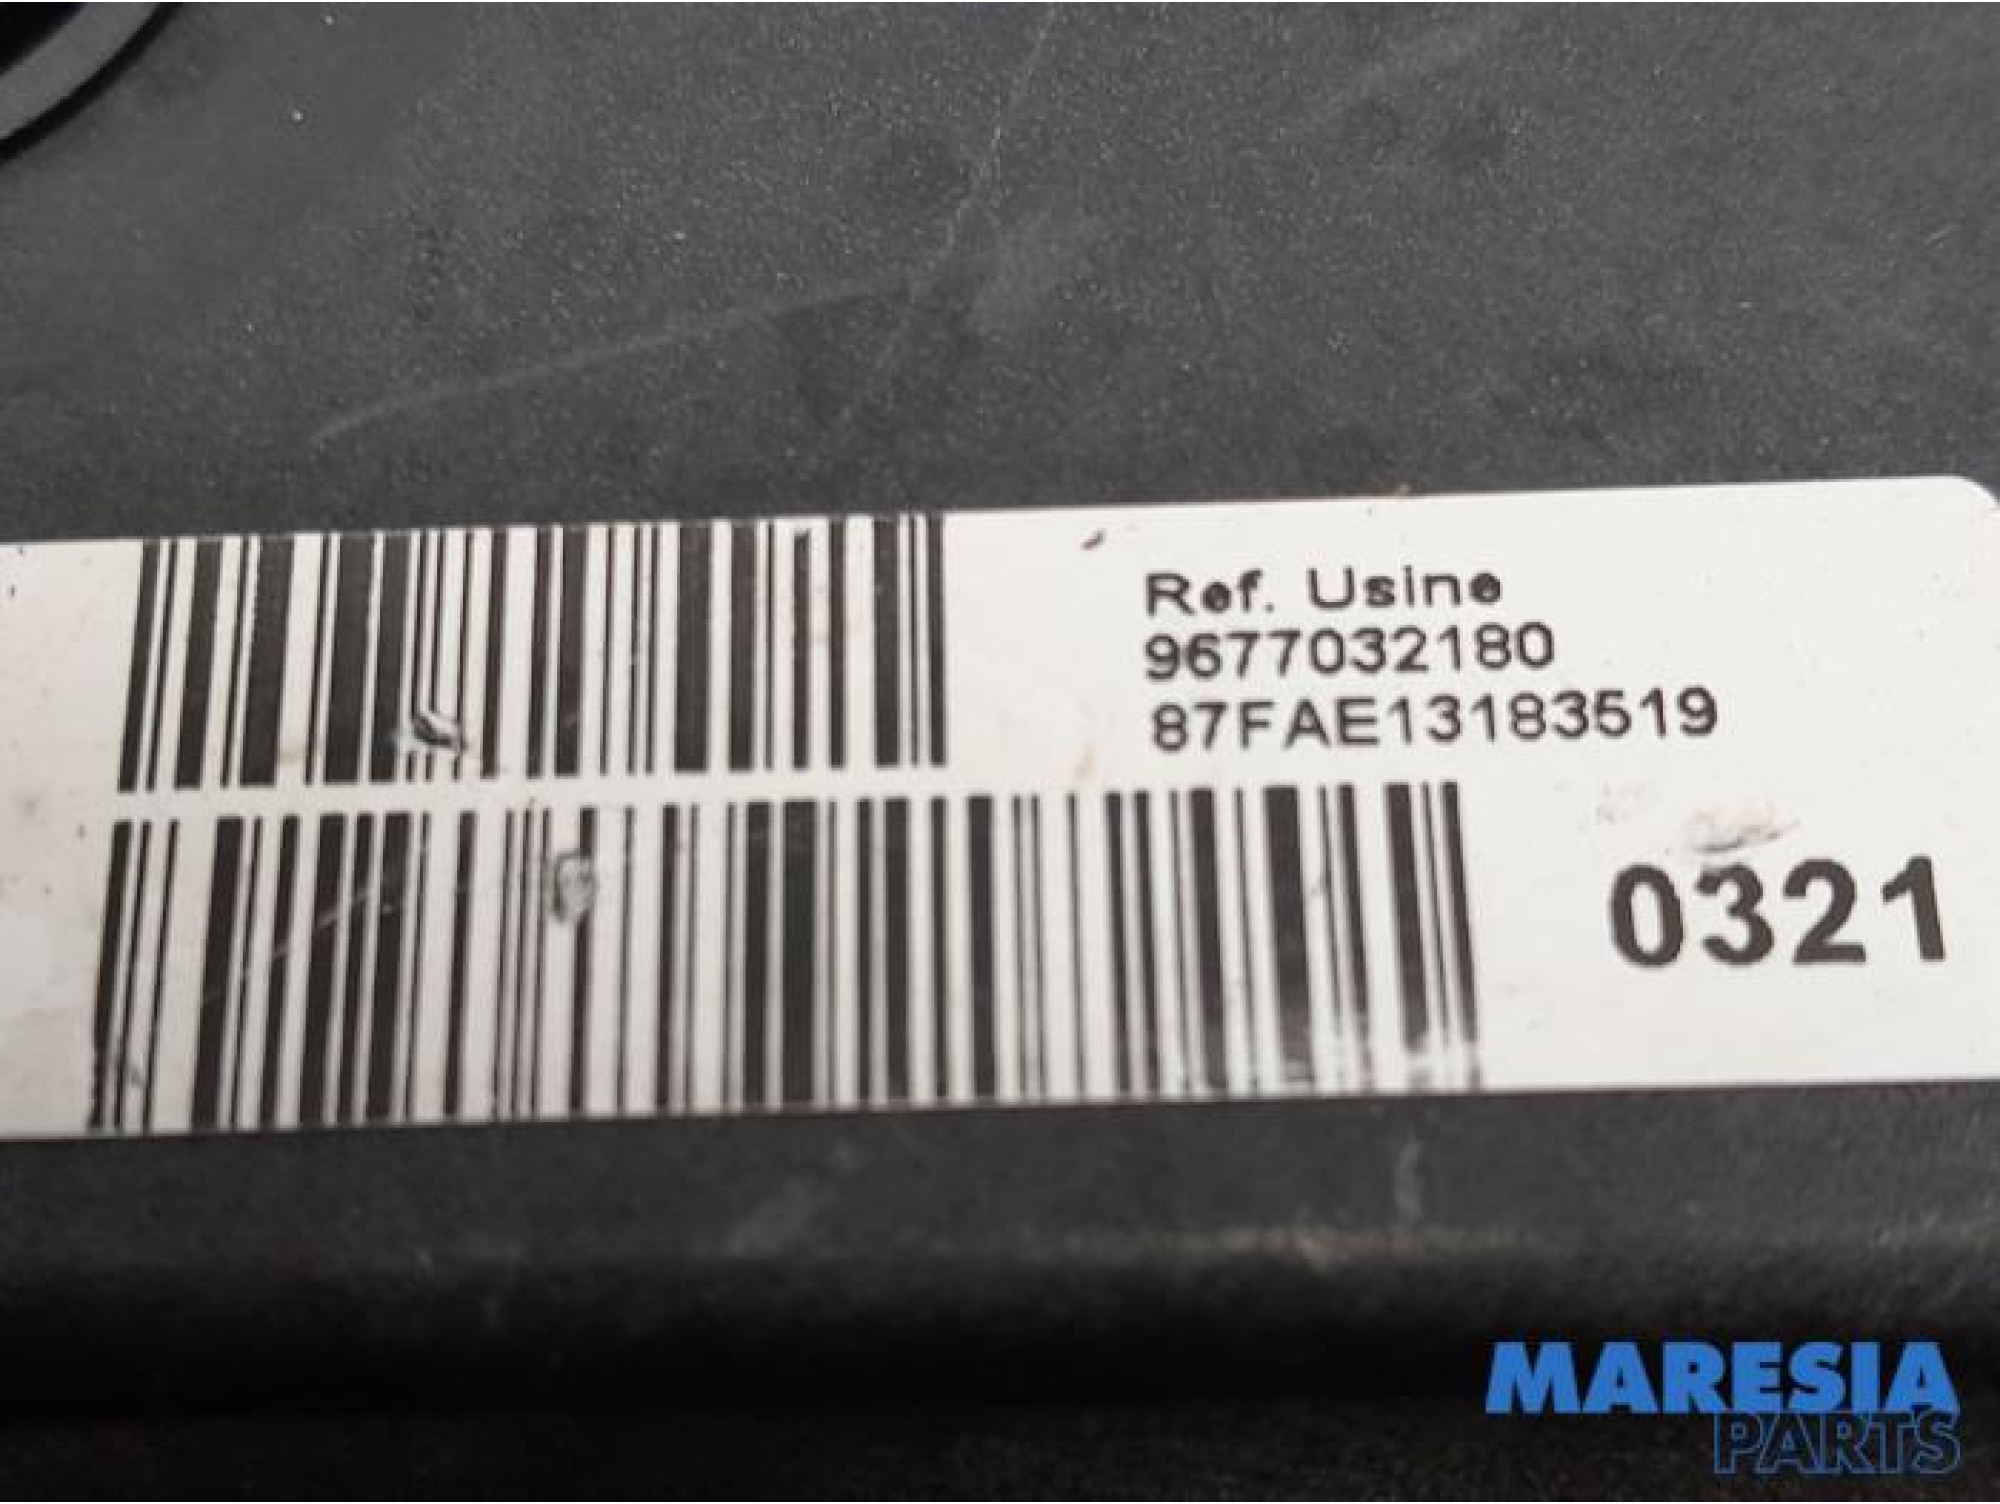 Ref. Usine
9677032180
87FAE13183519
0321
MARESIA
PARTS